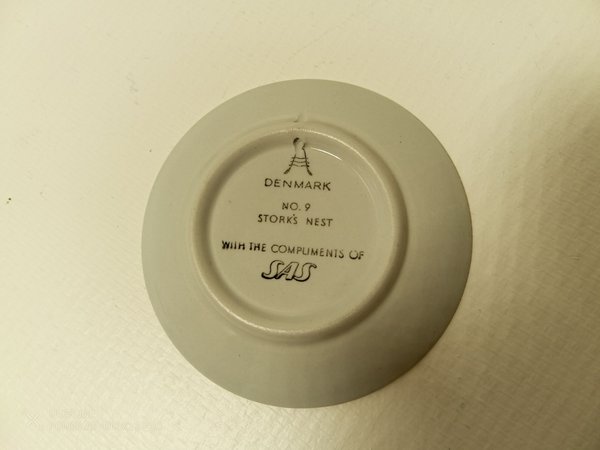 DENMARK
NO. 9
STORK'S NEST
WITH THE COMPLIMENTS OF
SAS